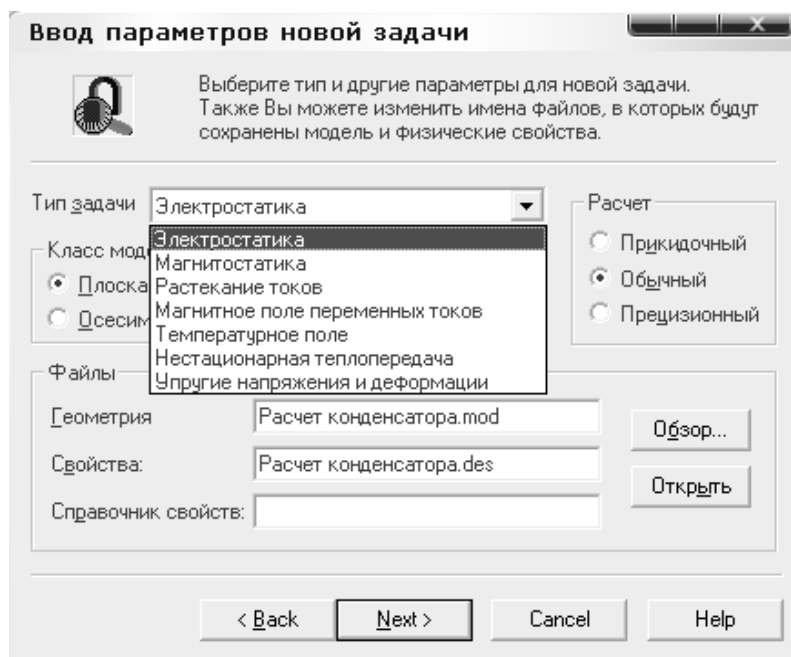 Ввод параметров новой задачи
Выберите тип и другие параметры для новой задачи.
Также Вы можете изменить имена файлов, в которых будут
сохранены модель и физические свойства.
Тип задачи
Электростатика
Электростатика
Магнитостатика
Растекание токов
Магнитное поле переменных токов
Температурное поле
Нестационарная теплопередача
Упругие напряжения и деформации
Класс мод
Плоска
Осесим
Расчет
Прикидочный
Обычный
Прецизионный
Файлы
Геометрия
Расчет конденсатора.mod
Свойства:
Расчет конденсатора.des
Справочник свойств:
Обзор...
Открыть
< Back
Next >
Cancel
Help